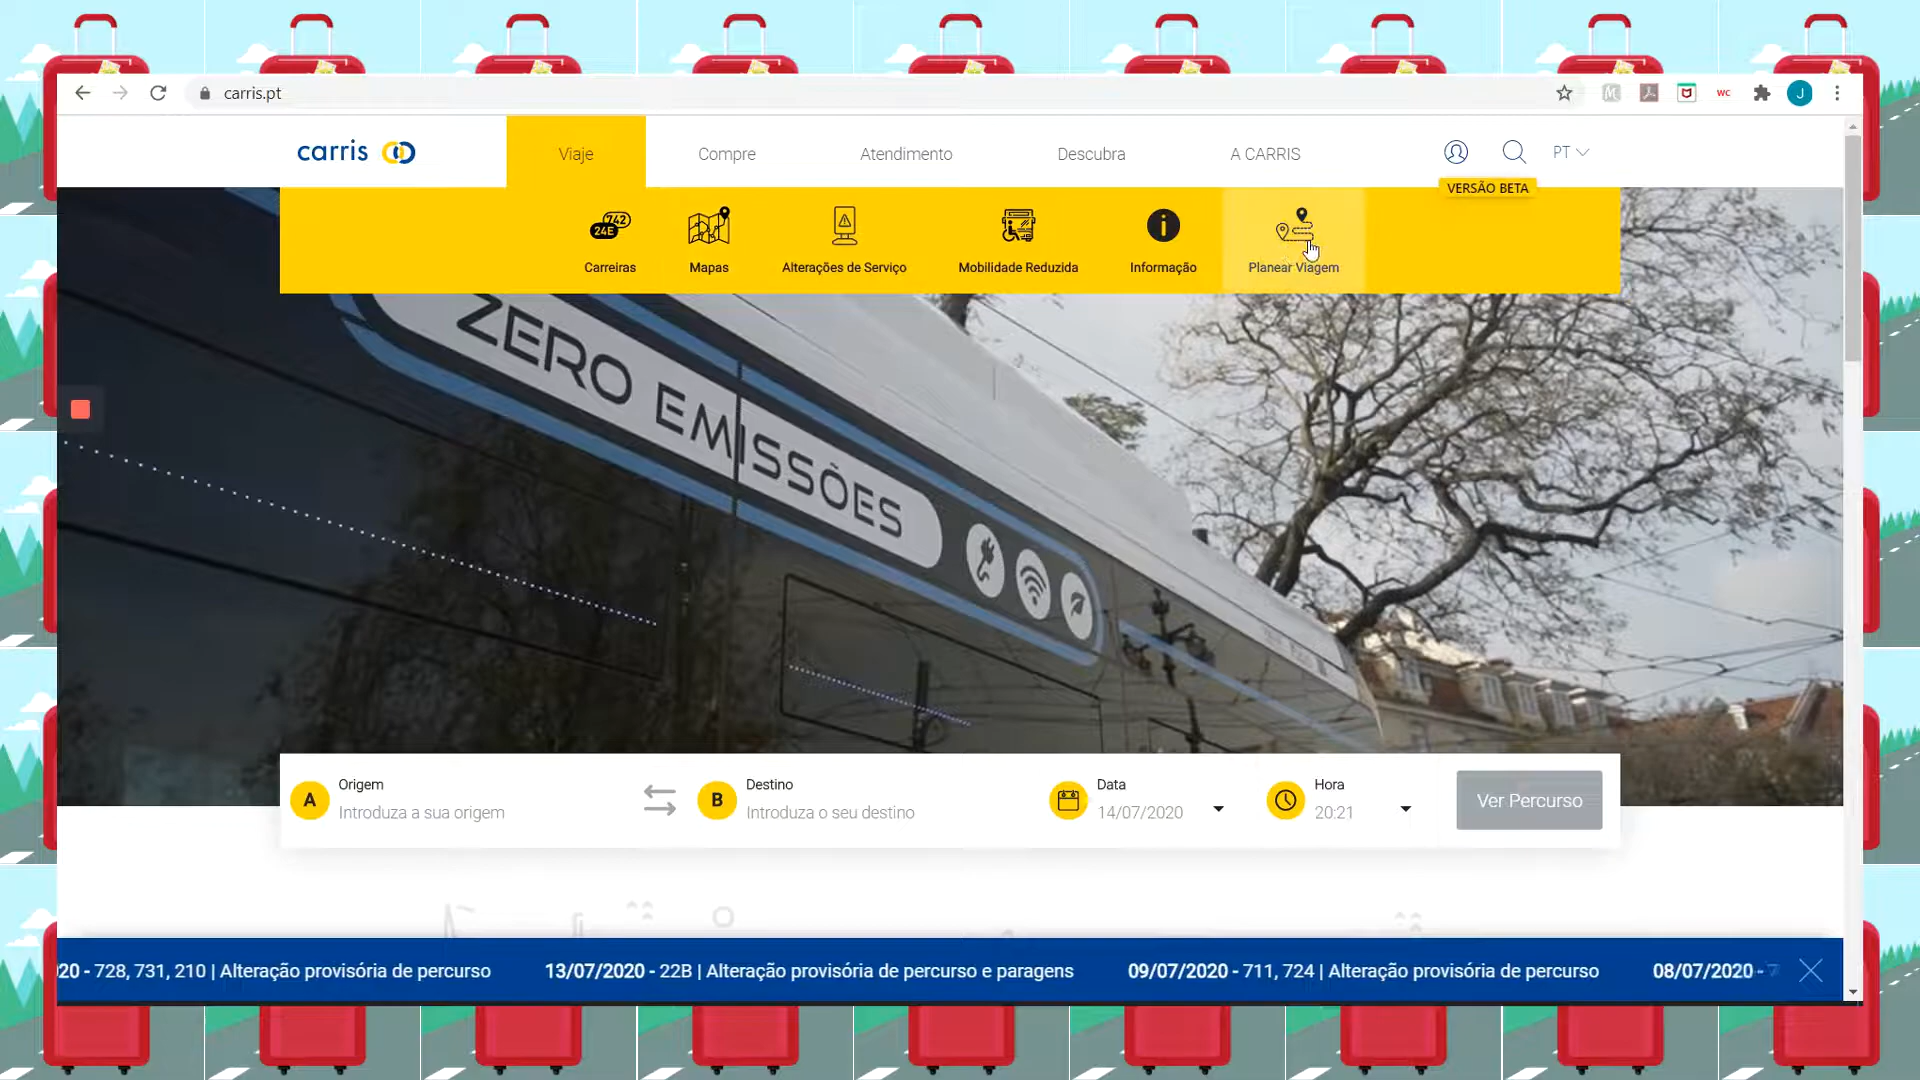 carris.pt
WC
J
carris
Viaje
Compre
Atendimento
Descubra
A CARRIS
PT
VERSÃO BETA
742
24E
Carreiras
Mapas
Alterações de Serviço
Mobilidade Reduzida
Informação
Planear Viagem
ZERO EMISSÕES
A
Origem
Introduza a sua origem
B
Destino
Introduza o seu destino
Data
14/07/2020
Hora
20:21
Ver Percurso
20 - 728, 731, 210 | Alteração provisória de percurso
13/07/2020 - 22B | Alteração provisória de percurso e paragens
09/07/2020 - 711, 724 | Alteração provisória de percurso
08/07/2020 - 7